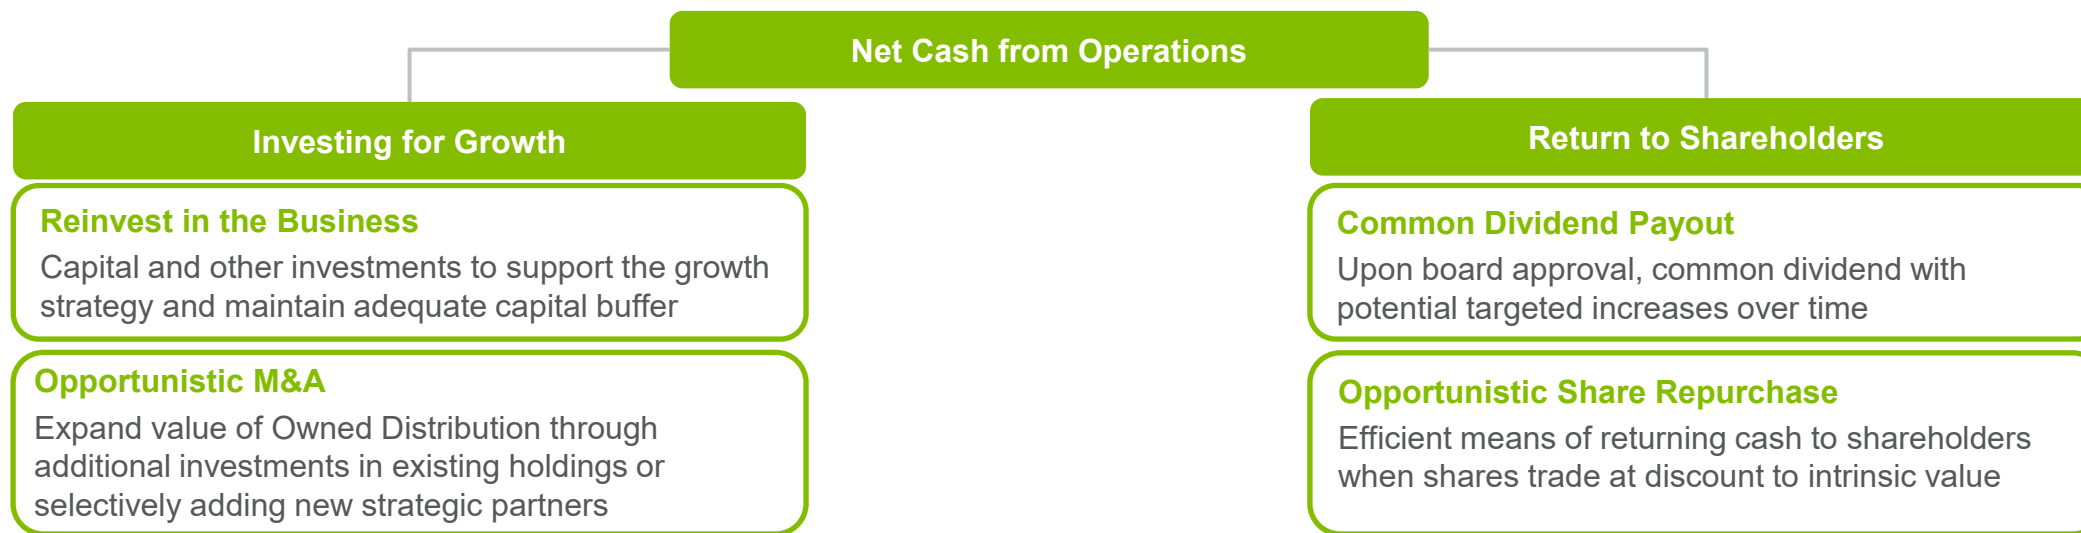 Net Cash from Operations
Investing for Growth
Reinvest in the Business
Capital and other investments to support the growth
strategy and maintain adequate capital buffer
Opportunistic M&A
Expand value of Owned Distribution through
additional investments in existing holdings or
selectively adding new strategic partners
Return to Shareholders
Common Dividend Payout
Upon board approval, common dividend with
potential targeted increases over time
Opportunistic Share Repurchase
Efficient means of returning cash to shareholders
when shares trade at discount to intrinsic value